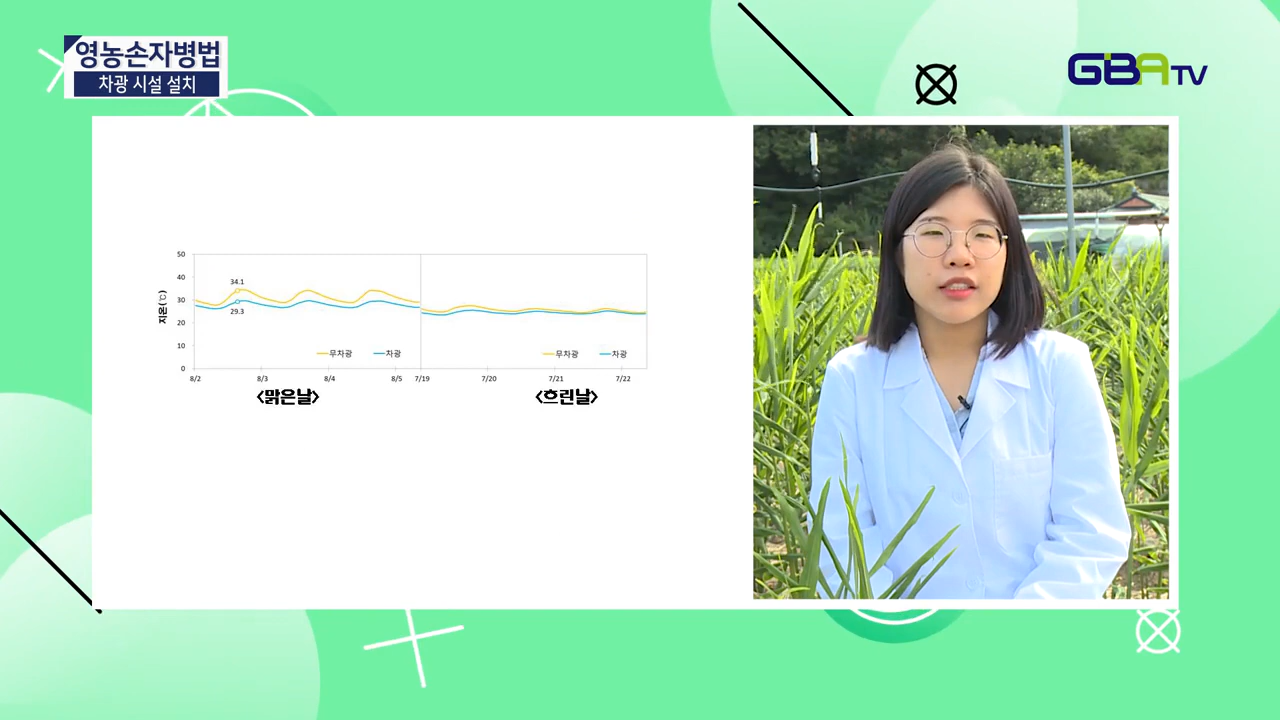 영농손자병법
차광 시설 설치
GBATV
지온(℃)
50
40
30
20
10
0
34.1
29.3
무차광 차광
무차광 차광
8/2 8/3 8/4 8/5 7/19 7/20 7/21 7/22
<맑은날> <흐린날>